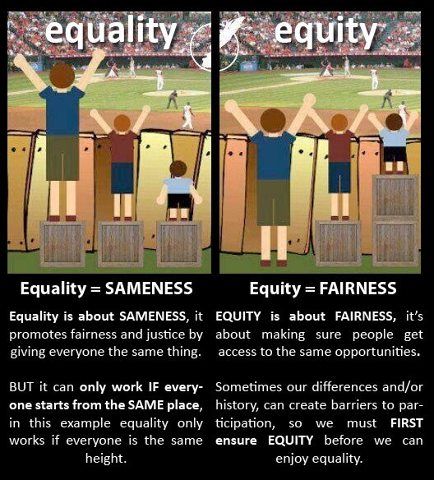 equality
Equality = SAMENESS
Equality is about SAMENESS, it
promotes fairness and justice by
giving everyone the same thing.
BUT it can only work IF every-
one starts from the SAME place,
in this example equality only
works if everyone is the same
height.
equity
Equity = FAIRNESS
EQUITY is about FAIRNESS, it’s
about making sure people get
access to the same opportunities.
Sometimes our differences and/or
history, can create barriers to par-
ticipation, so we must FIRST
ensure EQUITY before we can
enjoy equality.